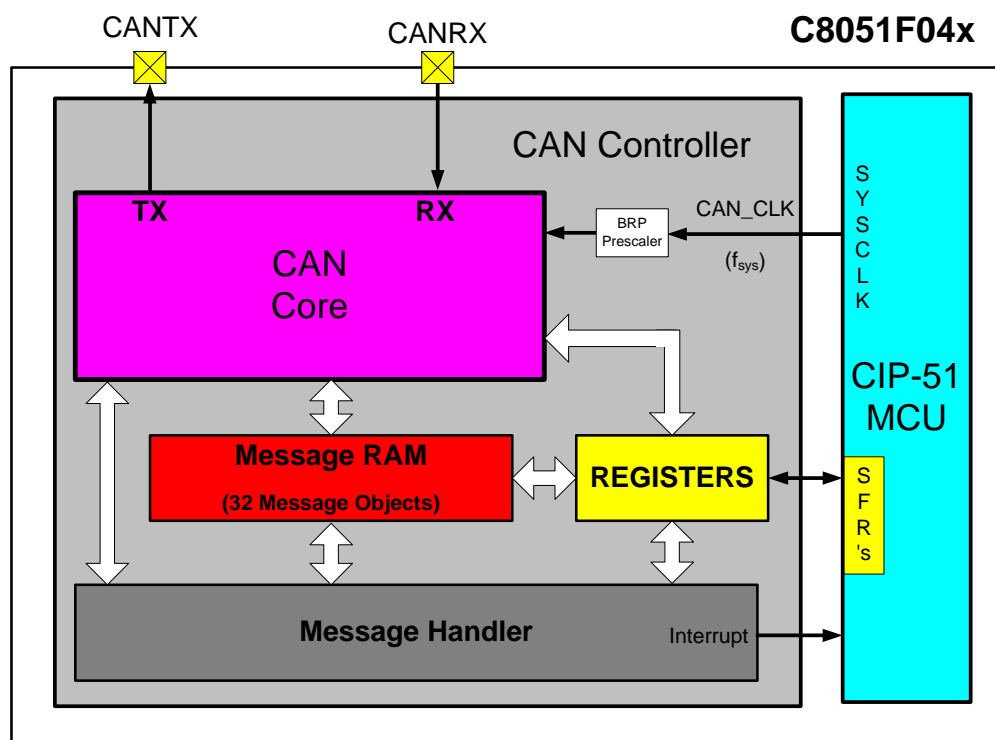 CANTX
CANRX
C8051F04x
CAN Controller
TX
RX
CAN
Core
BRP
Prescaler
CAN_CLK
(fsys)
S
Y
S
C
L
K
CIP-51
MCU
Message RAM
(32 Message Objects)
REGISTERS
S
F
R
's
Message Handler
Interrupt